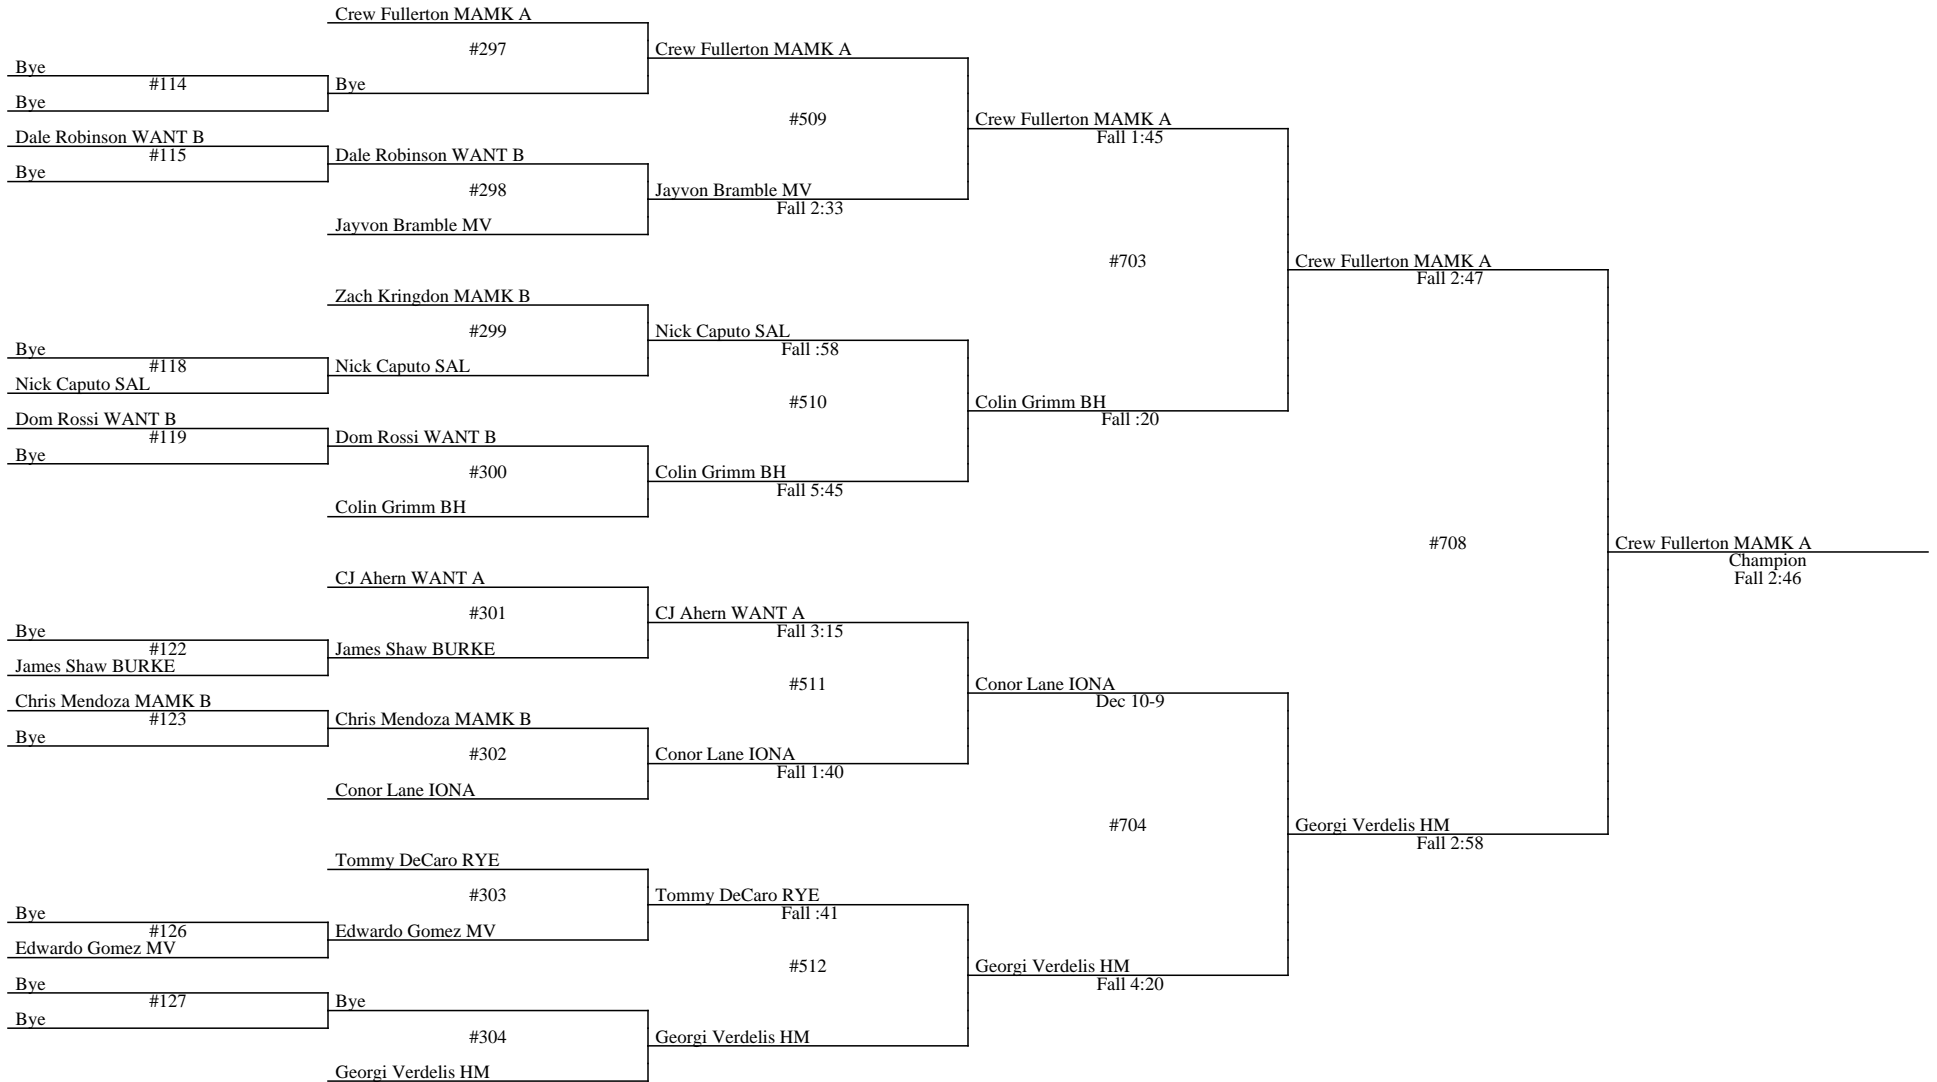 Crew Fullerton MAMK A
#297
Crew Fullerton MAMK A
Bye
#114
Bye
Bye
#509
Crew Fullerton MAMK A
Fall 1:45
Dale Robinson WANT B
#115
Dale Robinson WANT B
Bye
#298
Jayvon Bramble MV
Fall 2:33
Jayvon Bramble MV
#703
Crew Fullerton MAMK A
Fall 2:47
Zach Kringdon MAMK B
#299
Nick Caputo SAL
Fall :58
Bye
#118
Nick Caputo SAL
Nick Caputo SAL
#510
Colin Grimm BH
Fall :20
Dom Rossi WANT B
#119
Dom Rossi WANT B
Bye
#300
Colin Grimm BH
Fall 5:45
Colin Grimm BH
#708
Crew Fullerton MAMK A
Champion
Fall 2:46
CJ Ahern WANT A
#301
CJ Ahern WANT A
Fall 3:15
Bye
#122
James Shaw BURKE
James Shaw BURKE
#511
Conor Lane IONA
Dec 10-9
Chris Mendoza MAMK B
#123
Chris Mendoza MAMK B
Bye
#302
Conor Lane IONA
Fall 1:40
Conor Lane IONA
#704
Georgi Verdelis HM
Fall 2:58
Tommy DeCaro RYE
#303
Tommy DeCaro RYE
Fall :41
Bye
#126
Edwardo Gomez MV
Edwardo Gomez MV
#512
Georgi Verdelis HM
Fall 4:20
Bye
#127
Bye
Bye
#304
Georgi Verdelis HM
Georgi Verdelis HM